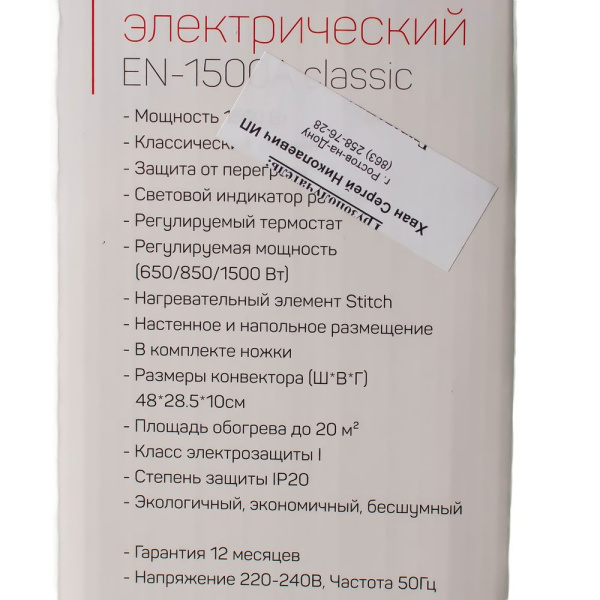 электрический
EN-1500 classic
- Мощность
- Классически
- Защита от перегр
- Световой индикатор
- Регулируемый термостат
- Регулируемая мощность
(650/850/1500 Вт)
- Нагревательный элемент Stitch
- Настенное и напольное размещение
- В комплекте ножки
- Размеры конвектора (Ш*В*Г)
48*28.5*10см
- Площадь обогрева до 20 м²
- Класс электрозащиты I
- Степень защиты IP20
- Экологичный, экономичный, бесшумный
- Гарантия 12 месяцев
- Напряжение 220-240В, Частота 50Гц
Грузополучатель:
Хван Сергей Николаевич ИП
г. Ростов-на-Дону
(863) 258-76-28